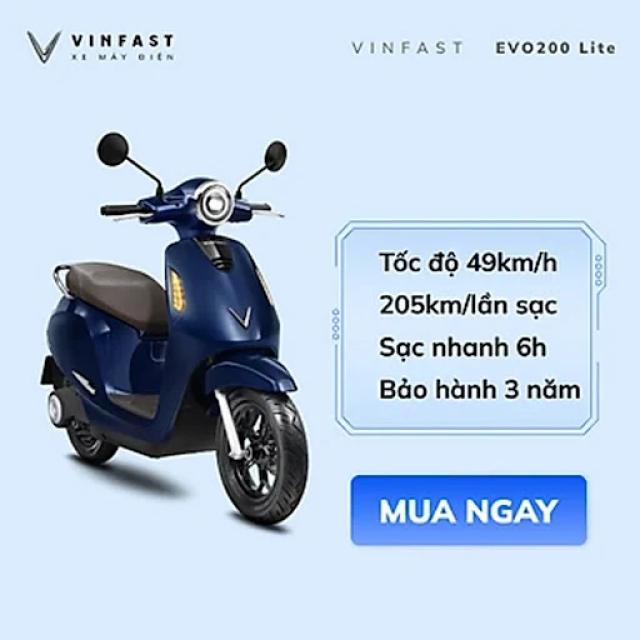 VINFAST
XE MÁY ĐIỆN
VINFAST EVO200 Lite
Tốc độ 49km/h
205km/lần sạc
Sạc nhanh 6h
Bảo hành 3 năm
MUA NGAY